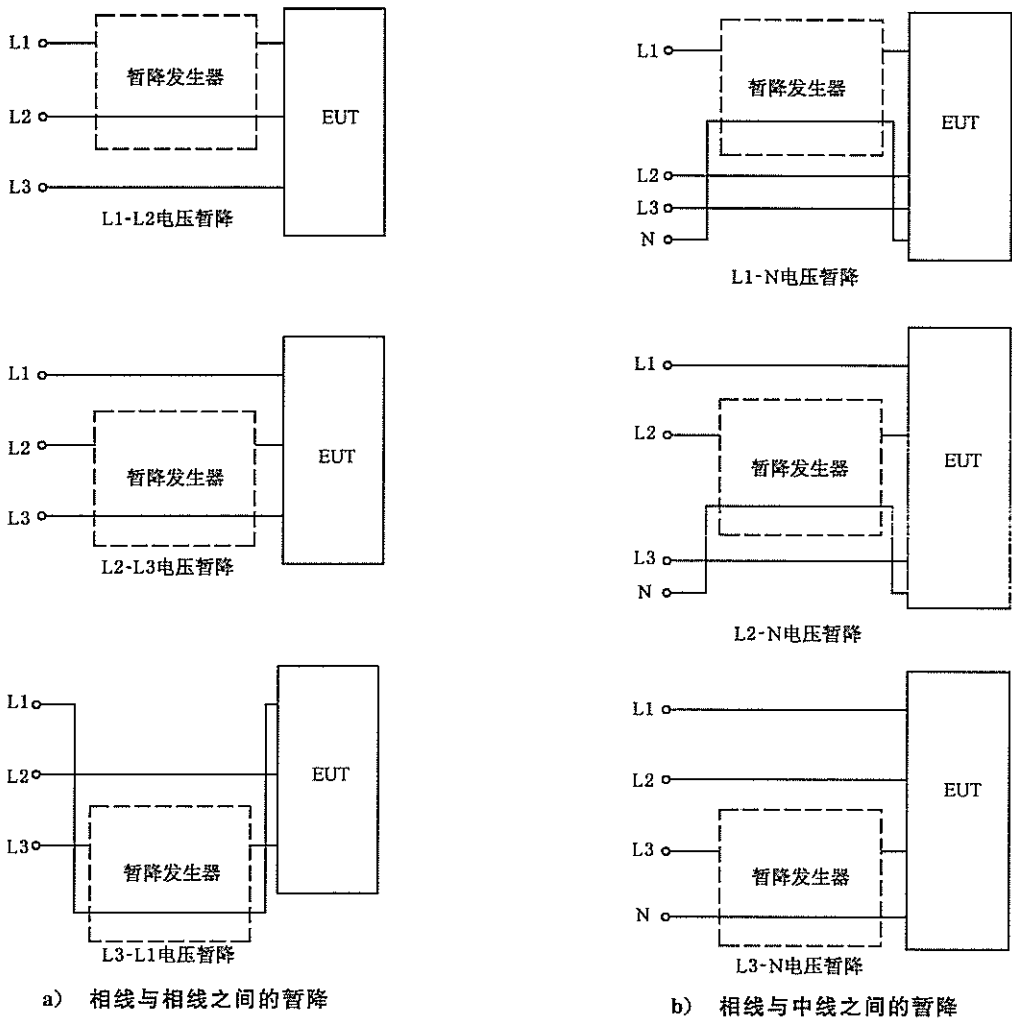 L1
暂降发生器
L2
EUT
L3
L1-L2电压暂降
L1
L2
暂降发生器
EUT
L3
L2-L3电压暂降
L1
L2
EUT
L3
暂降发生器
L3-L1电压暂降
a) 相线与相线之间的暂降
L1
暂降发生器
EUT
L2
L3
N
L1-N电压暂降
L1
L2
暂降发生器
EUT
L3
N
L2-N电压暂降
L1
L2
EUT
L3
暂降发生器
N
L3-N电压暂降
b) 相线与中线之间的暂降